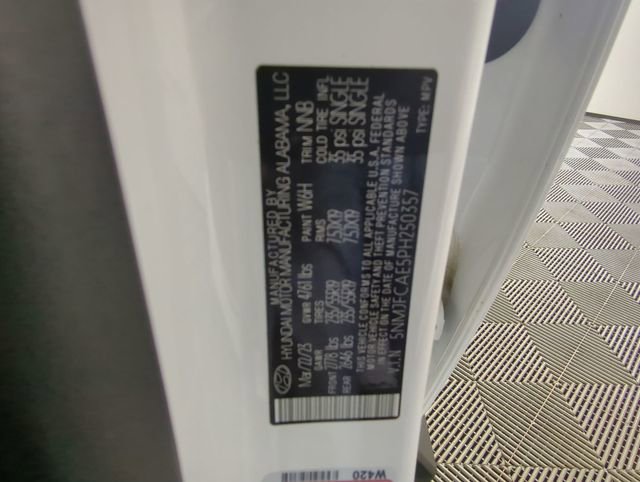 MANUFACTURED BY
HYUNDAI MOTOR MANUFACTURING ALABAMA, LLC
Mar/22/23 GVWR 4761 lbs PAINT W6H TRIM NNB
GAWR TIRES RIMS COLD TIRE INFL
FRONT 2778 lbs 235/55R19 7.5JX19 35 psi SINGLE
REAR 2646 lbs 235/55R19 7.5JX19 35 psi SINGLE
THIS VEHICLE CONFORMS TO ALL APPLICABLE U.S.A. FEDERAL
MOTOR VEHICLE SAFETY AND THEFT PREVENTION STANDARDS
IN EFFECT ON THE DATE OF MANUFACTURE SHOWN ABOVE
V.I.N 5NMJFCAE5PH250357 TYPE: MPV
W420